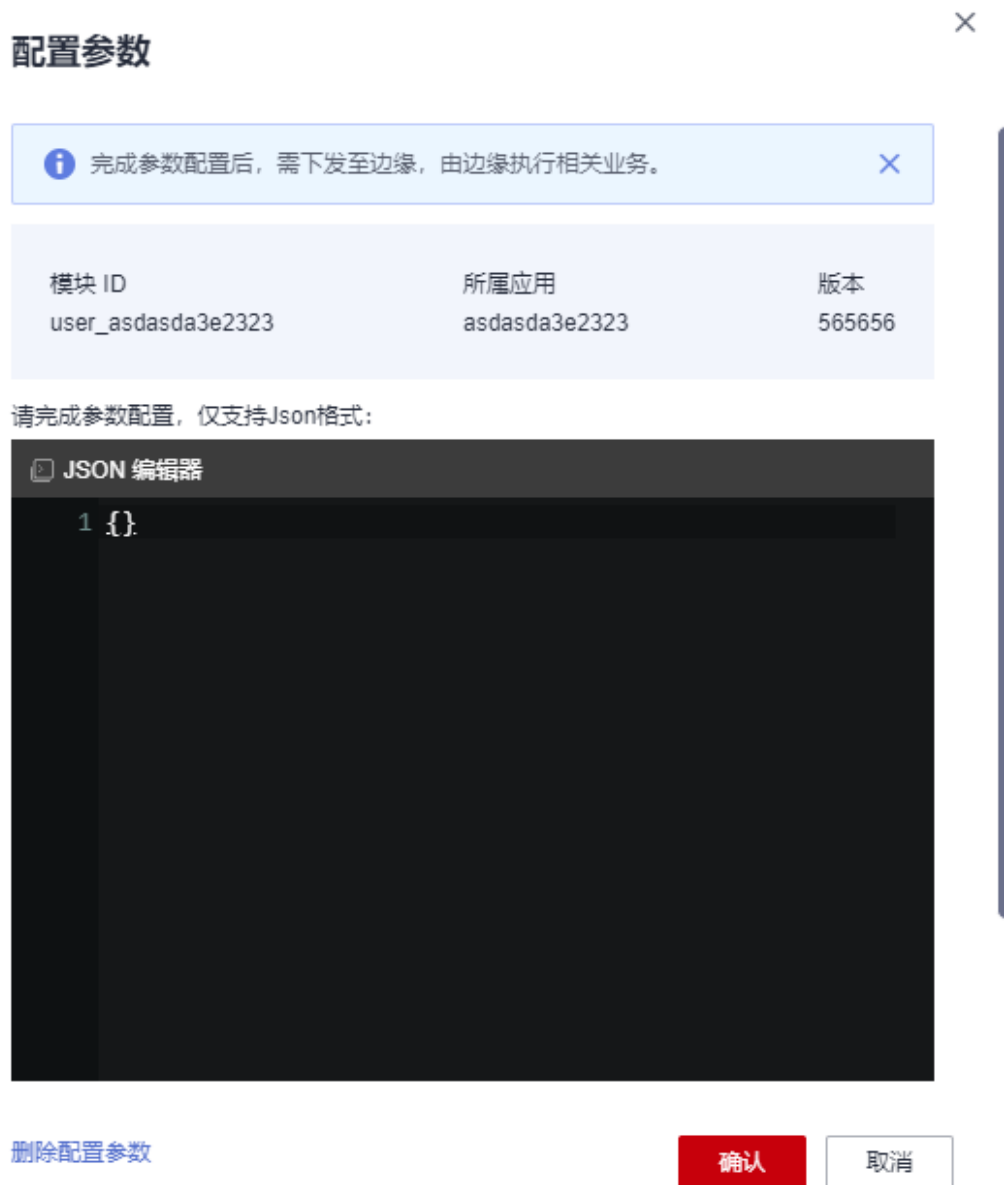 配置参数
完成参数配置后，需下发至边缘，由边缘执行相关业务。
模块 ID 所属应用 版本
user_asdasda3e2323 asdasda3e2323 565656
请完成参数配置，仅支持Json格式：
JSON 编辑器
1 {}
删除配置参数 确认 取消